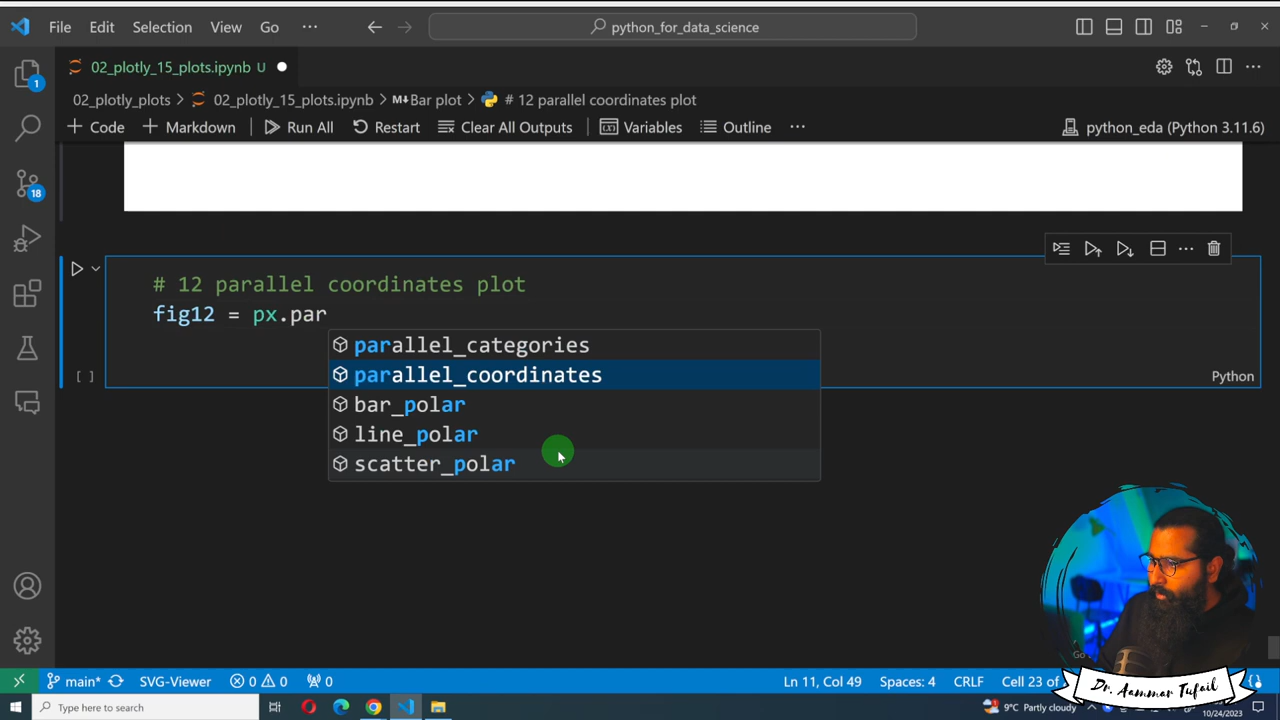 File Edit Selection View Go ··· python_for_data_science
02_plotly_15_plots.ipynb U
02_plotly_plots > 02_plotly_15_plots.ipynb > M↓Bar plot > # 12 parallel coordinates plot
+ Code + Markdown Run All Restart Clear All Outputs Variables Outline ··· python_eda (Python 3.11.6)
1
18
# 12 parallel coordinates plot
fig12 = px.par
parallel_categories
parallel_coordinates
[ ] Python
bar_polar
line_polar
scatter_polar
Dr. Aammar Tufail
main* SVG-Viewer 0 0 0 Ln 11, Col 49 Spaces: 4 CRLF Cell 23 of
Type here to search 9°C Partly cloudy 10/24/2023